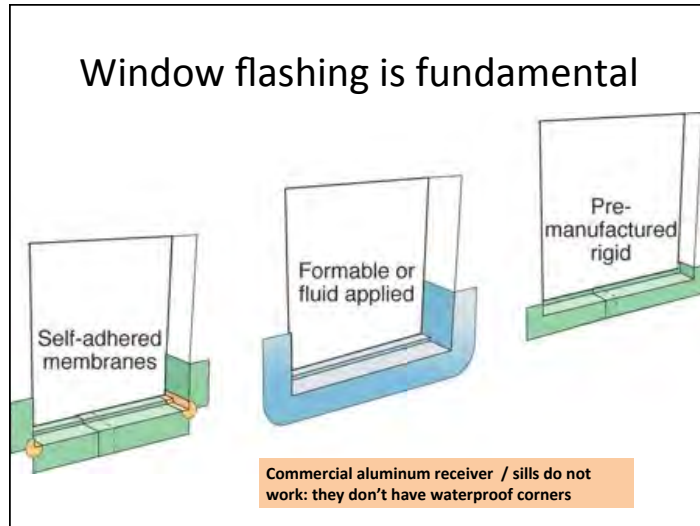 Window flashing is fundamental
Self-adhered
membranes
Formable or
fluid applied
Pre-
manufactured
rigid
Commercial aluminum receiver / sills do not
work: they don't have waterproof corners